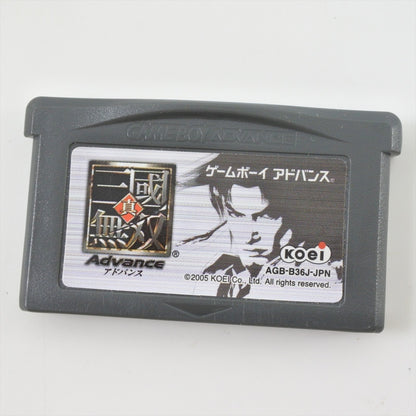 GAME BOY ADVANCE
ゲームボーイ アドバンス
真・三國無双
Advance®
アドバンス
KOEI
AGB-B36J-JPN
©2005 KOEI Co., Ltd. All rights reserved.